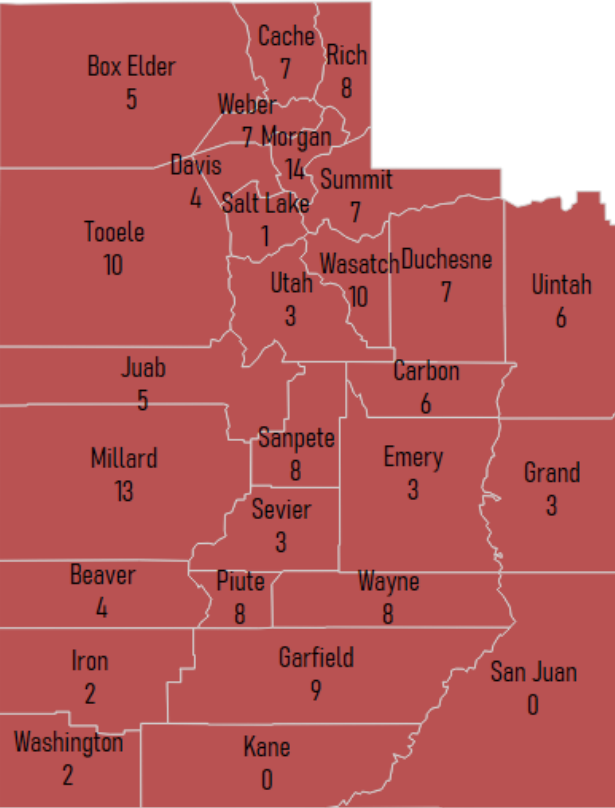 Cache
7
Rich
8
Box Elder
5
Weber
7
Morgan
14
Davis
4
Summit
7
Salt Lake
1
Tooele
10
Wasatch
10
Duchesne
7
Utah
3
Uintah
6
Juab
5
Carbon
6
Sanpete
8
Millard
13
Emery
3
Grand
3
Sevier
3
Beaver
4
Piute
8
Wayne
8
Iron
2
Garfield
9
San Juan
0
Washington
2
Kane
0